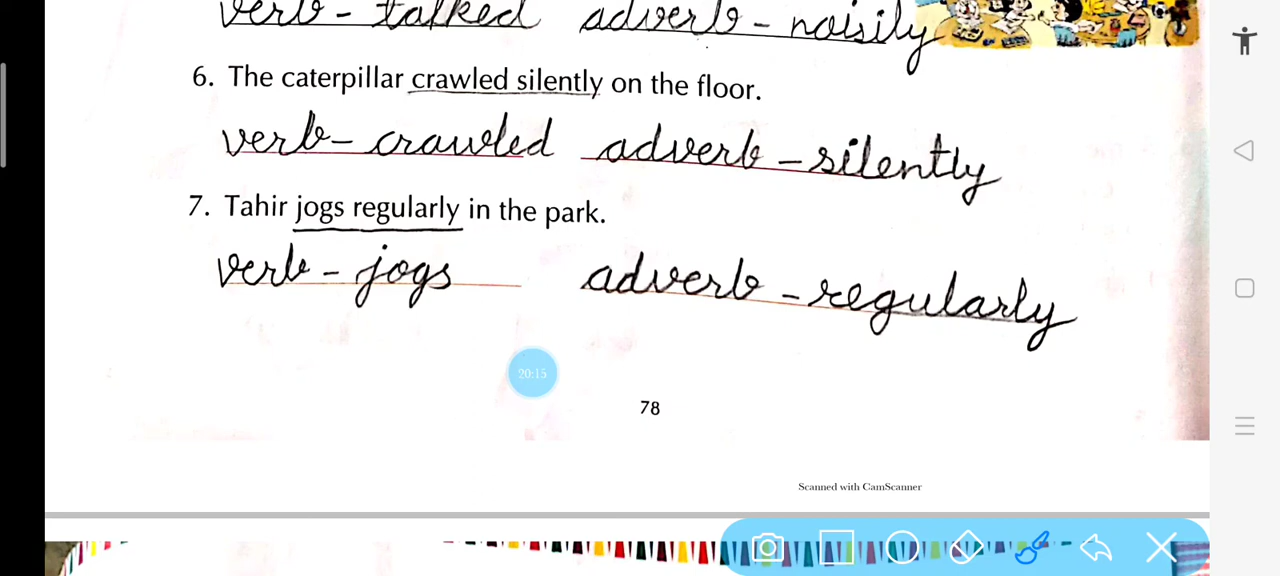 verb - talked adverb - noisily
6. The caterpillar crawled silently on the floor.
verb - crawled adverb - silently
7. Tahir jogs regularly in the park.
verb - jogs adverb - regularly
20:15
78
Scanned with CamScanner